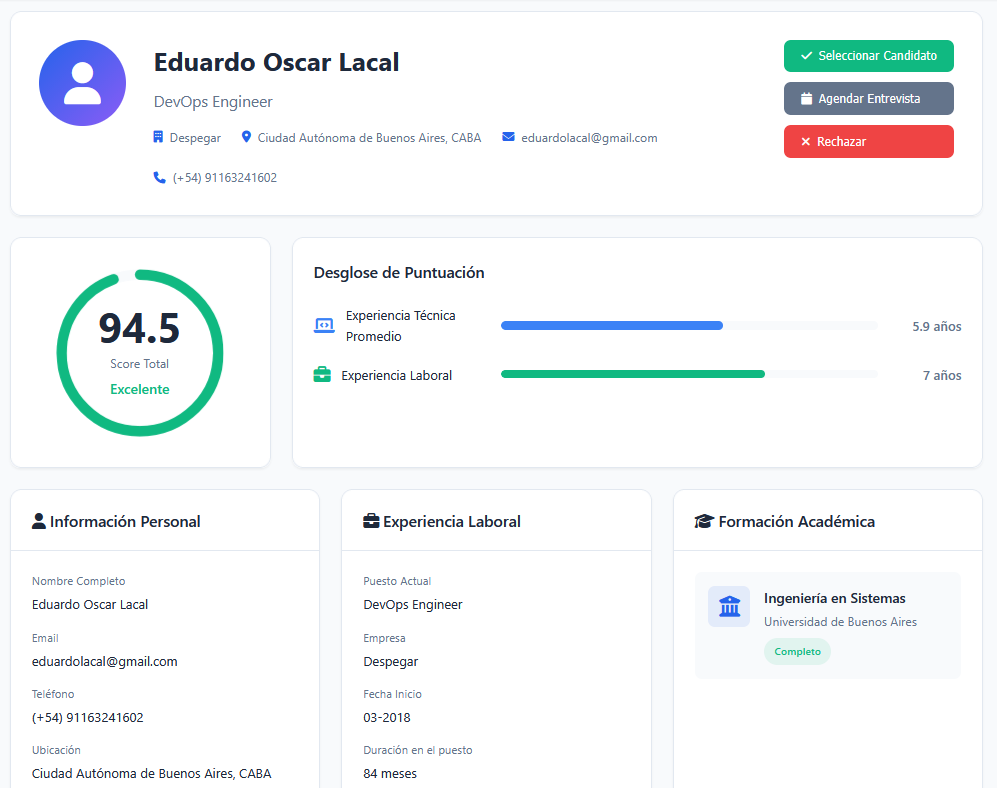 Eduardo Oscar Lacal
DevOps Engineer
Despegar
Ciudad Autónoma de Buenos Aires, CABA
eduardolacal@gmail.com
(+54) 91163241602
Seleccionar Candidato
Agendar Entrevista
Rechazar
94.5
Score Total
Excelente
Desglose de Puntuación
Experiencia Técnica
Promedio
5.9 años
Experiencia Laboral
7 años
Información Personal
Nombre Completo
Eduardo Oscar Lacal
Email
eduardolacal@gmail.com
Teléfono
(+54) 91163241602
Ubicación
Ciudad Autónoma de Buenos Aires, CABA
Experiencia Laboral
Puesto Actual
DevOps Engineer
Empresa
Despegar
Fecha Inicio
03-2018
Duración en el puesto
84 meses
Formación Académica
Ingeniería en Sistemas
Universidad de Buenos Aires
Completo